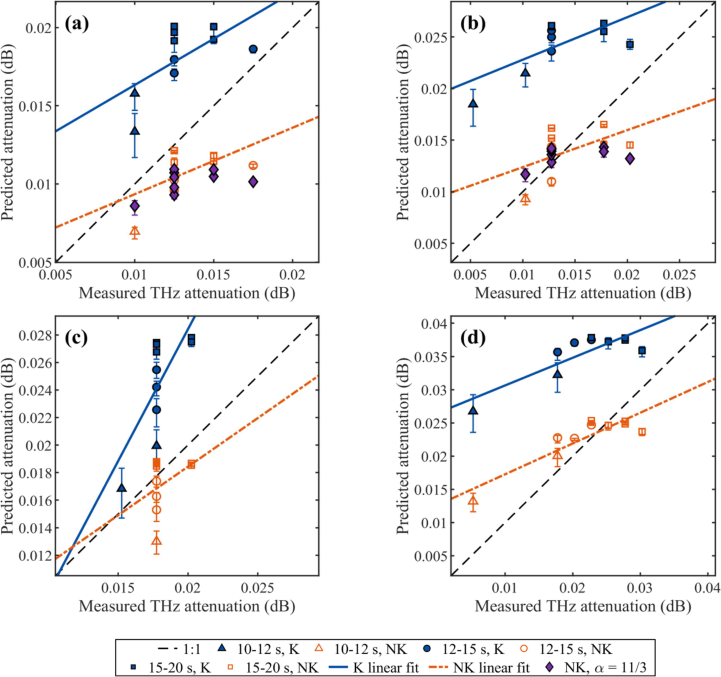 (a)
0.02
0.015
0.01
0.005
Predicted attenuation (dB)
0.005 0.01 0.015 0.02
Measured THz attenuation (dB)
(b)
0.025
0.02
0.015
0.01
0.005
Predicted attenuation (dB)
0.005 0.01 0.015 0.02 0.025
Measured THz attenuation (dB)
(c)
0.028
0.026
0.024
0.022
0.02
0.018
0.016
0.014
0.012
Predicted attenuation (dB)
0.015 0.02 0.025
Measured THz attenuation (dB)
(d)
0.04
0.035
0.03
0.025
0.02
0.015
0.01
0.005
Predicted attenuation (dB)
0.01 0.02 0.03 0.04
Measured THz attenuation (dB)
1:1 10-12 s, K 10-12 s, NK 12-15 s, K 12-15 s, NK
15-20 s, K 15-20 s, NK K linear fit NK linear fit NK, α = 11/3